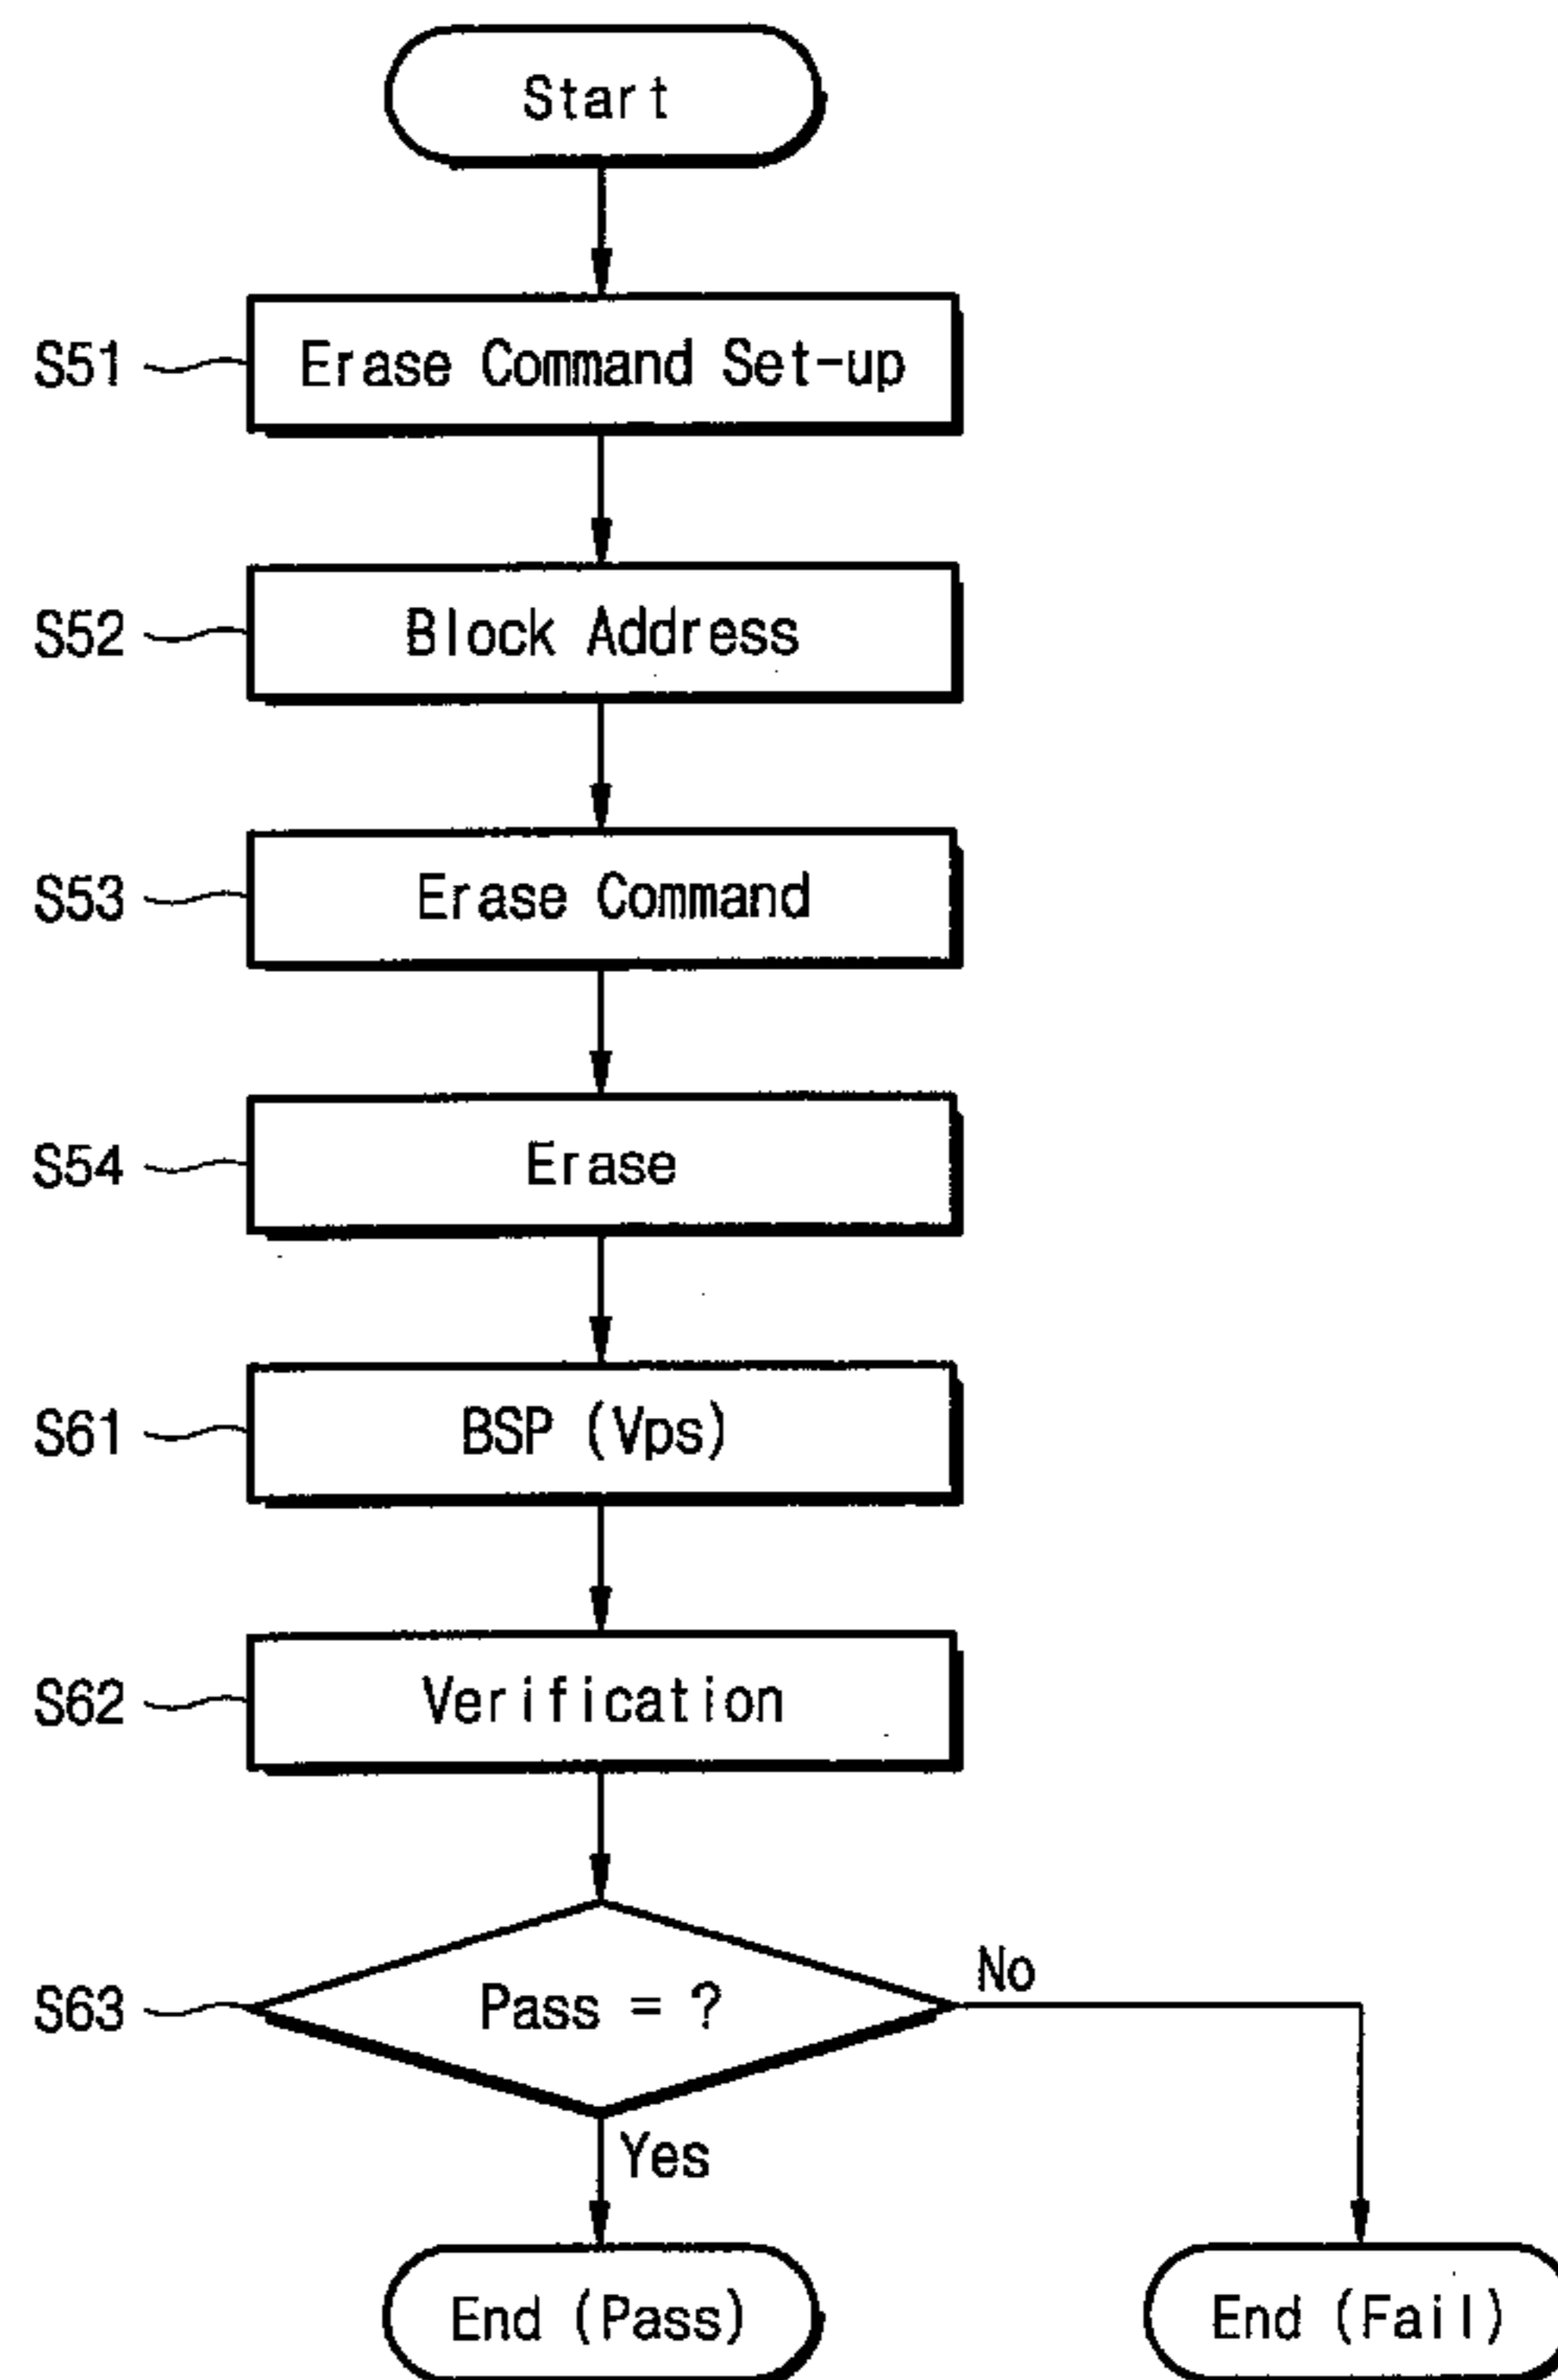 Start
S51 Erase Command Set-up
S52 Block Address
S53 Erase Command
S54 Erase
S61 BSP (Vps)
S62 Verification
S63 Pass = ? No
Yes
End (Pass) End (Fail)